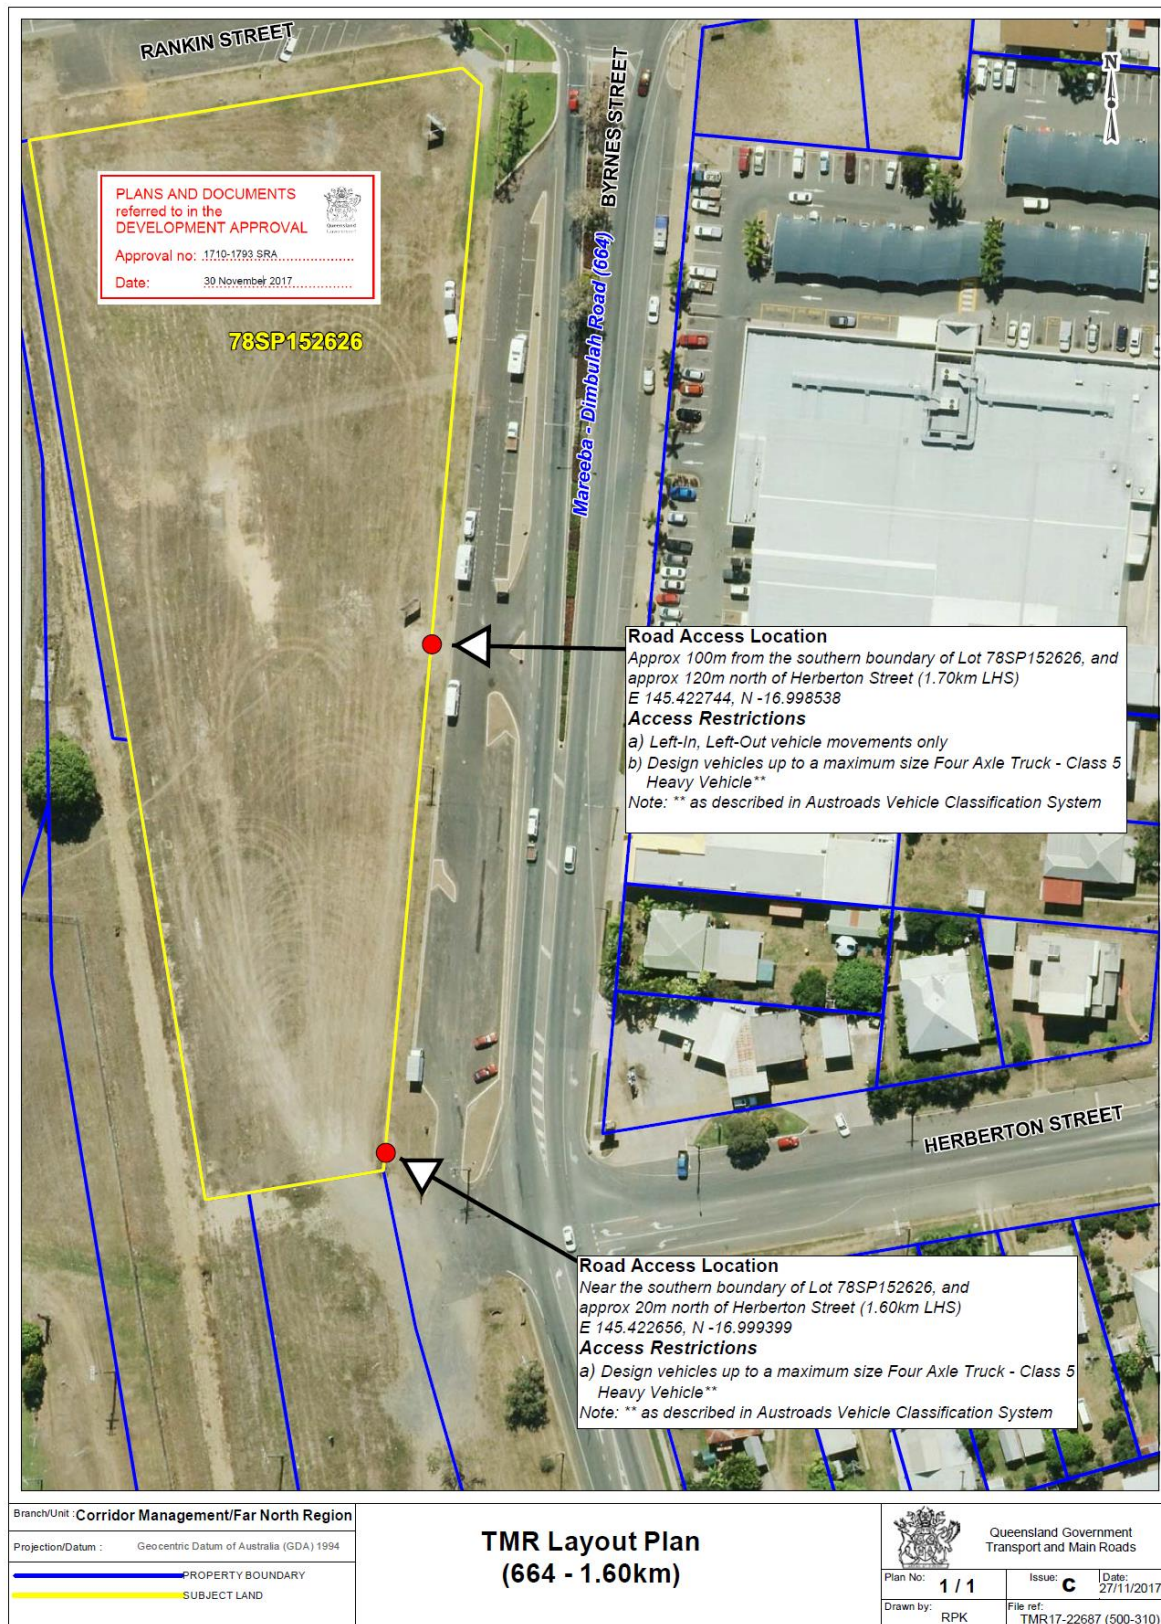 RANKIN STREET
BYRNES STREET
N
PLANS AND DOCUMENTS
referred to in the
DEVELOPMENT APPROVAL
Queensland
Government
Approval no: 1710-1793 SRA
Date: 30 November 2017
78SP152626
Mareeba - Dimbulah Road (664)
Road Access Location
Approx 100m from the southern boundary of Lot 78SP152626, and
approx 120m north of Herberton Street (1.70km LHS)
E 145.422744, N -16.998538
Access Restrictions
a) Left-In, Left-Out vehicle movements only
b) Design vehicles up to a maximum size Four Axle Truck - Class 5
Heavy Vehicle**
Note: ** as described in Austroads Vehicle Classification System
HERBERTON STREET
Road Access Location
Near the southern boundary of Lot 78SP152626, and
approx 20m north of Herberton Street (1.60km LHS)
E 145.422656, N -16.999399
Access Restrictions
a) Design vehicles up to a maximum size Four Axle Truck - Class 5
Heavy Vehicle**
Note: ** as described in Austroads Vehicle Classification System
Branch/Unit : Corridor Management/Far North Region
Projection/Datum : Geocentric Datum of Australia (GDA) 1994
PROPERTY BOUNDARY
SUBJECT LAND
TMR Layout Plan
(664 - 1.60km)
Queensland Government
Transport and Main Roads
Plan No: 1 / 1
Issue: C
Date: 27/11/2017
Drawn by: RPK
File ref: TMR17-22687 (500-310)